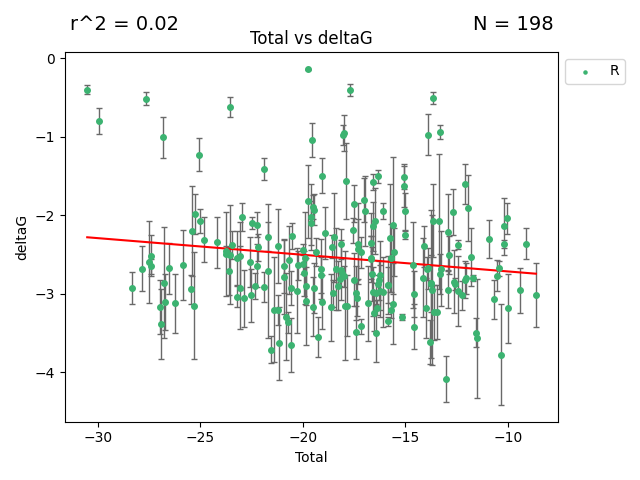 r^2 = 0.02 N = 198
Total vs deltaG
R
0
−1
−2
−3
−4
deltaG
−30 −25 −20 −15 −10
Total